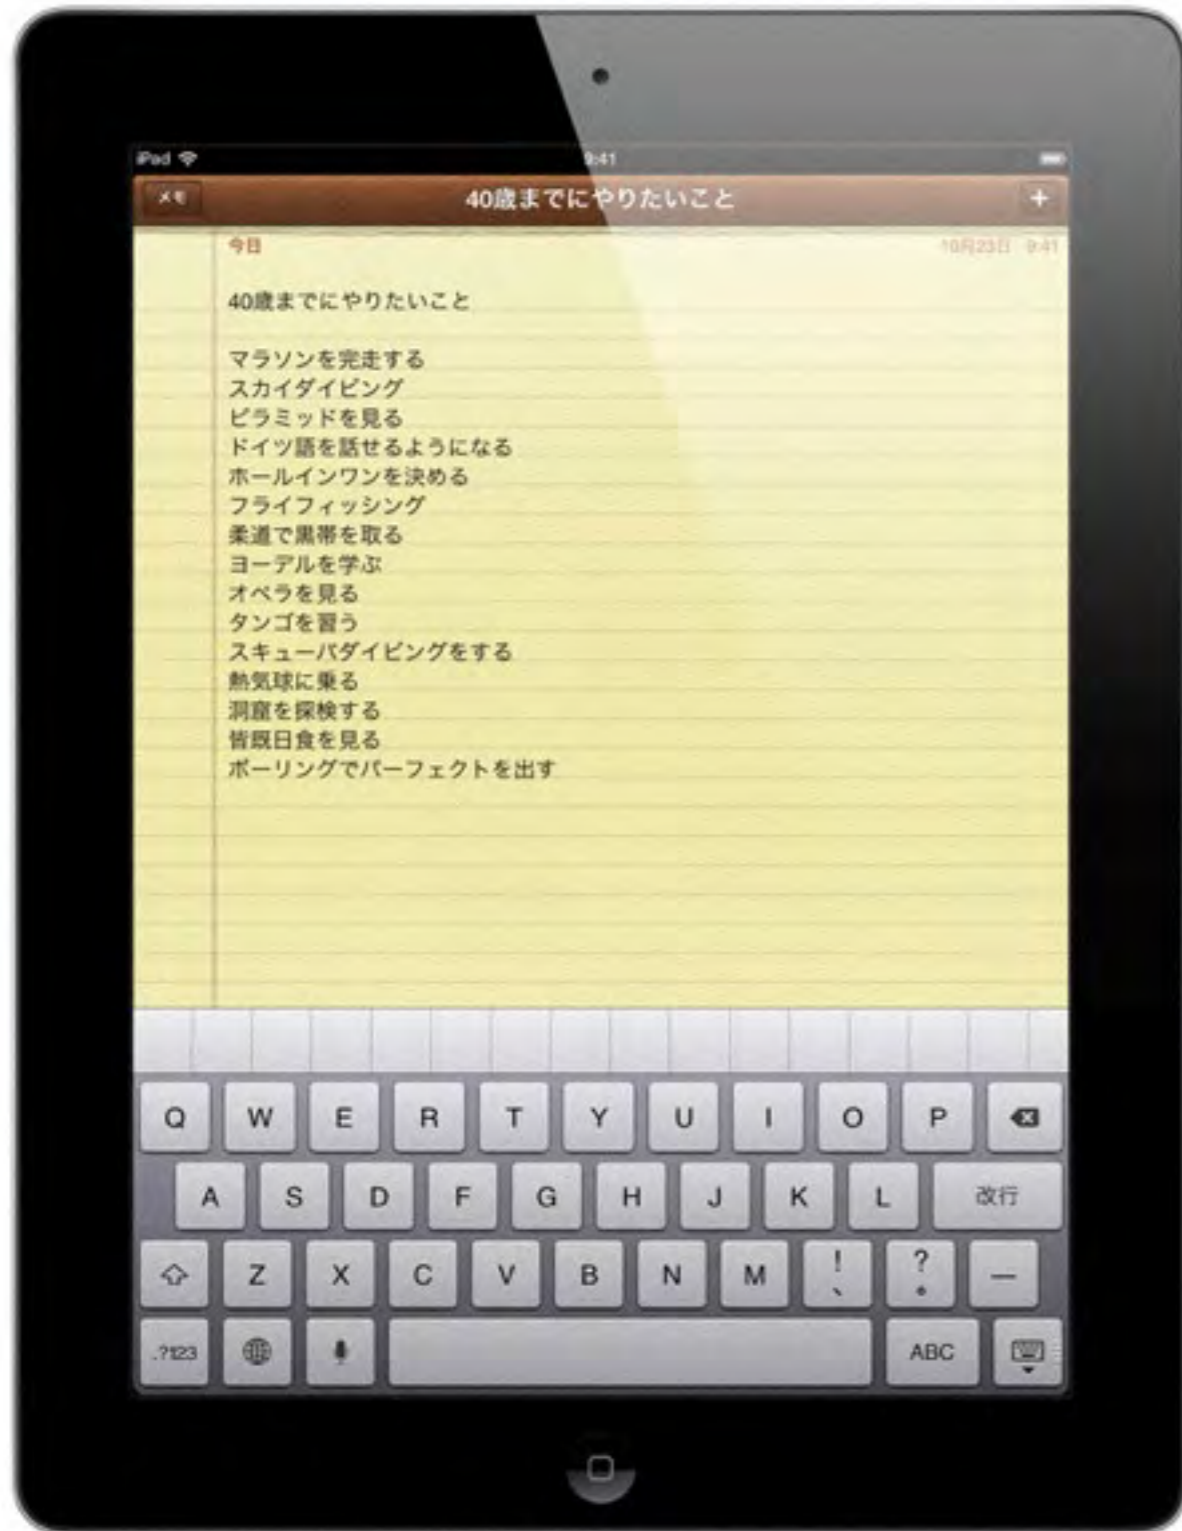 iPad
9:41
メモ
40歳までにやりたいこと
+
今日
10月23日 9:41
40歳までにやりたいこと
マラソンを完走する
スカイダイビング
ピラミッドを見る
ドイツ語を話せるようになる
ホールインワンを決める
フライフィッシング
柔道で黒帯を取る
ヨーデルを学ぶ
オペラを見る
タンゴを習う
スキューバダイビングをする
熱気球に乗る
洞窟を探検する
皆既日食を見る
ボーリングでパーフェクトを出す
Q W E R T Y U I O P
A S D F G H J K L 改行
Z X C V B N M ! 、 ? 。 ー
.?123 ABC